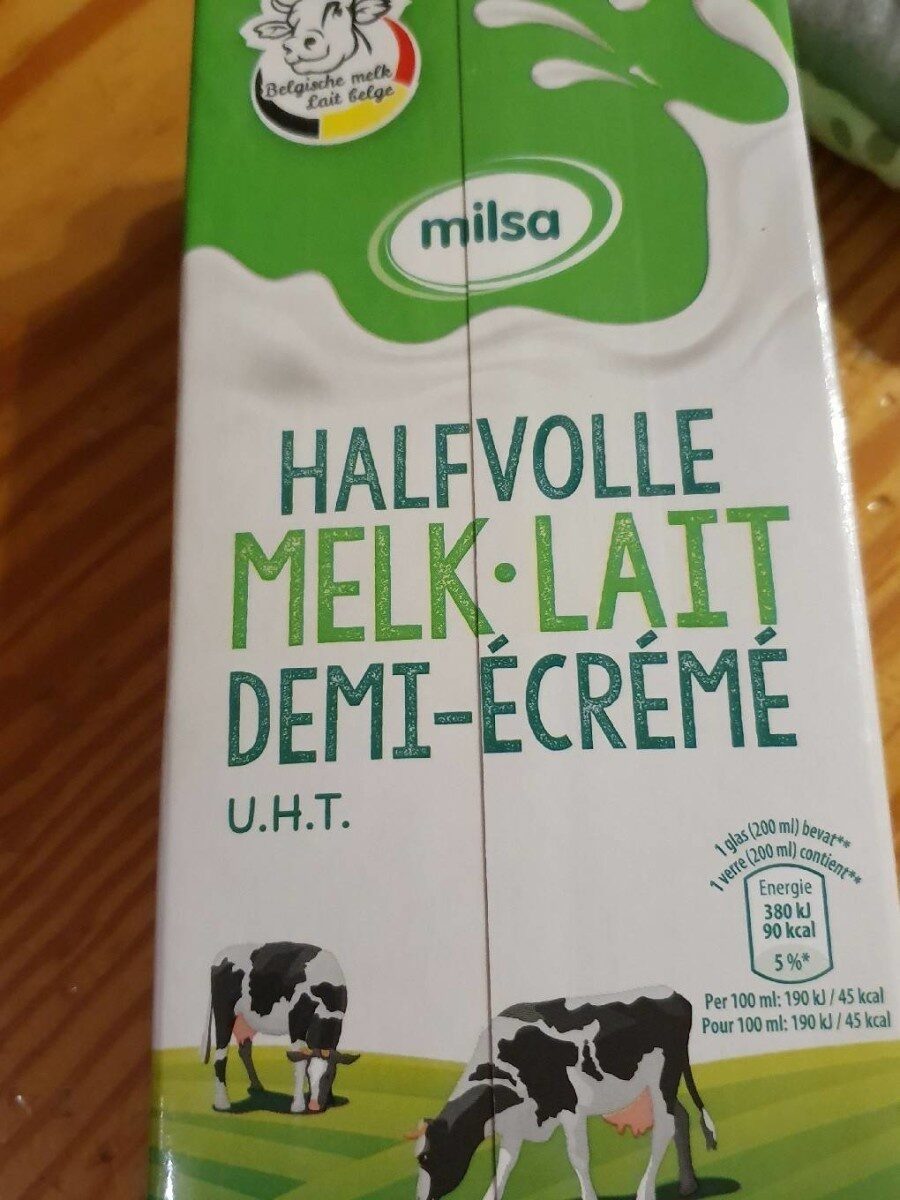 Belgische melk
Lait belge
milsa
HALFVOLLE
MELK·LAIT
DEMI-ÉCRÉMÉ
U.H.T.
1 glas (200 ml) bevat**
1 verre (200 ml) contient**
Energie
380 kJ
90 kcal
5 %*
Per 100 ml: 190 kJ / 45 kcal
Pour 100 ml: 190 kJ / 45 kcal